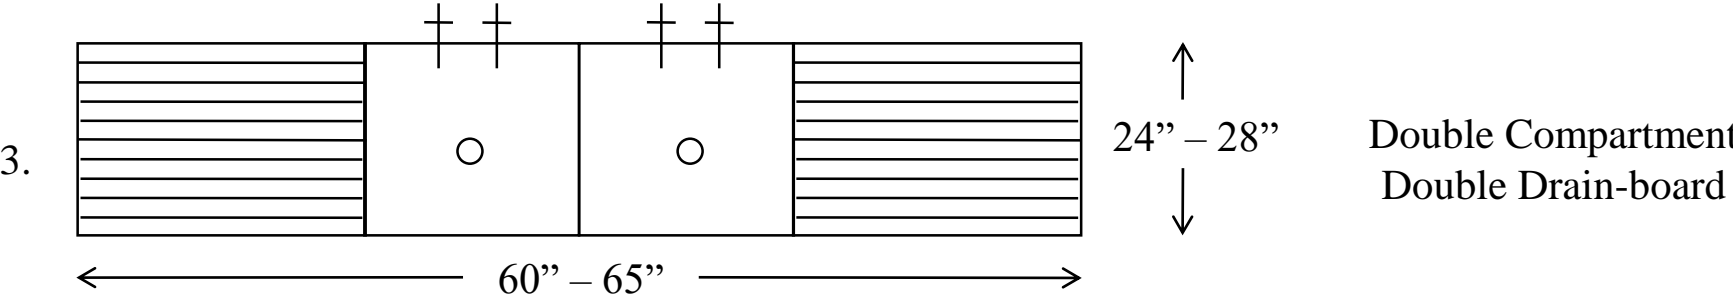 3.
24” – 28”
Double Compartment
Double Drain-board
60” – 65”